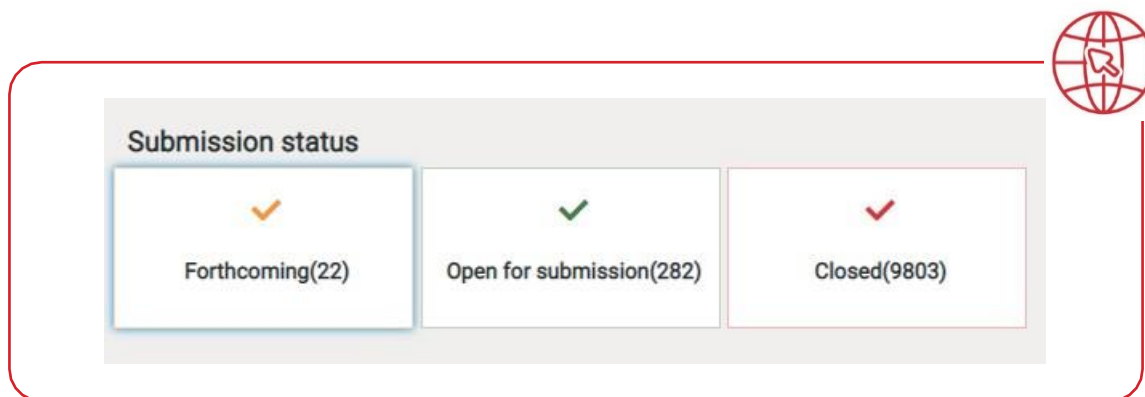 Submission status
Forthcoming(22)
Open for submission(282)
Closed(9803)